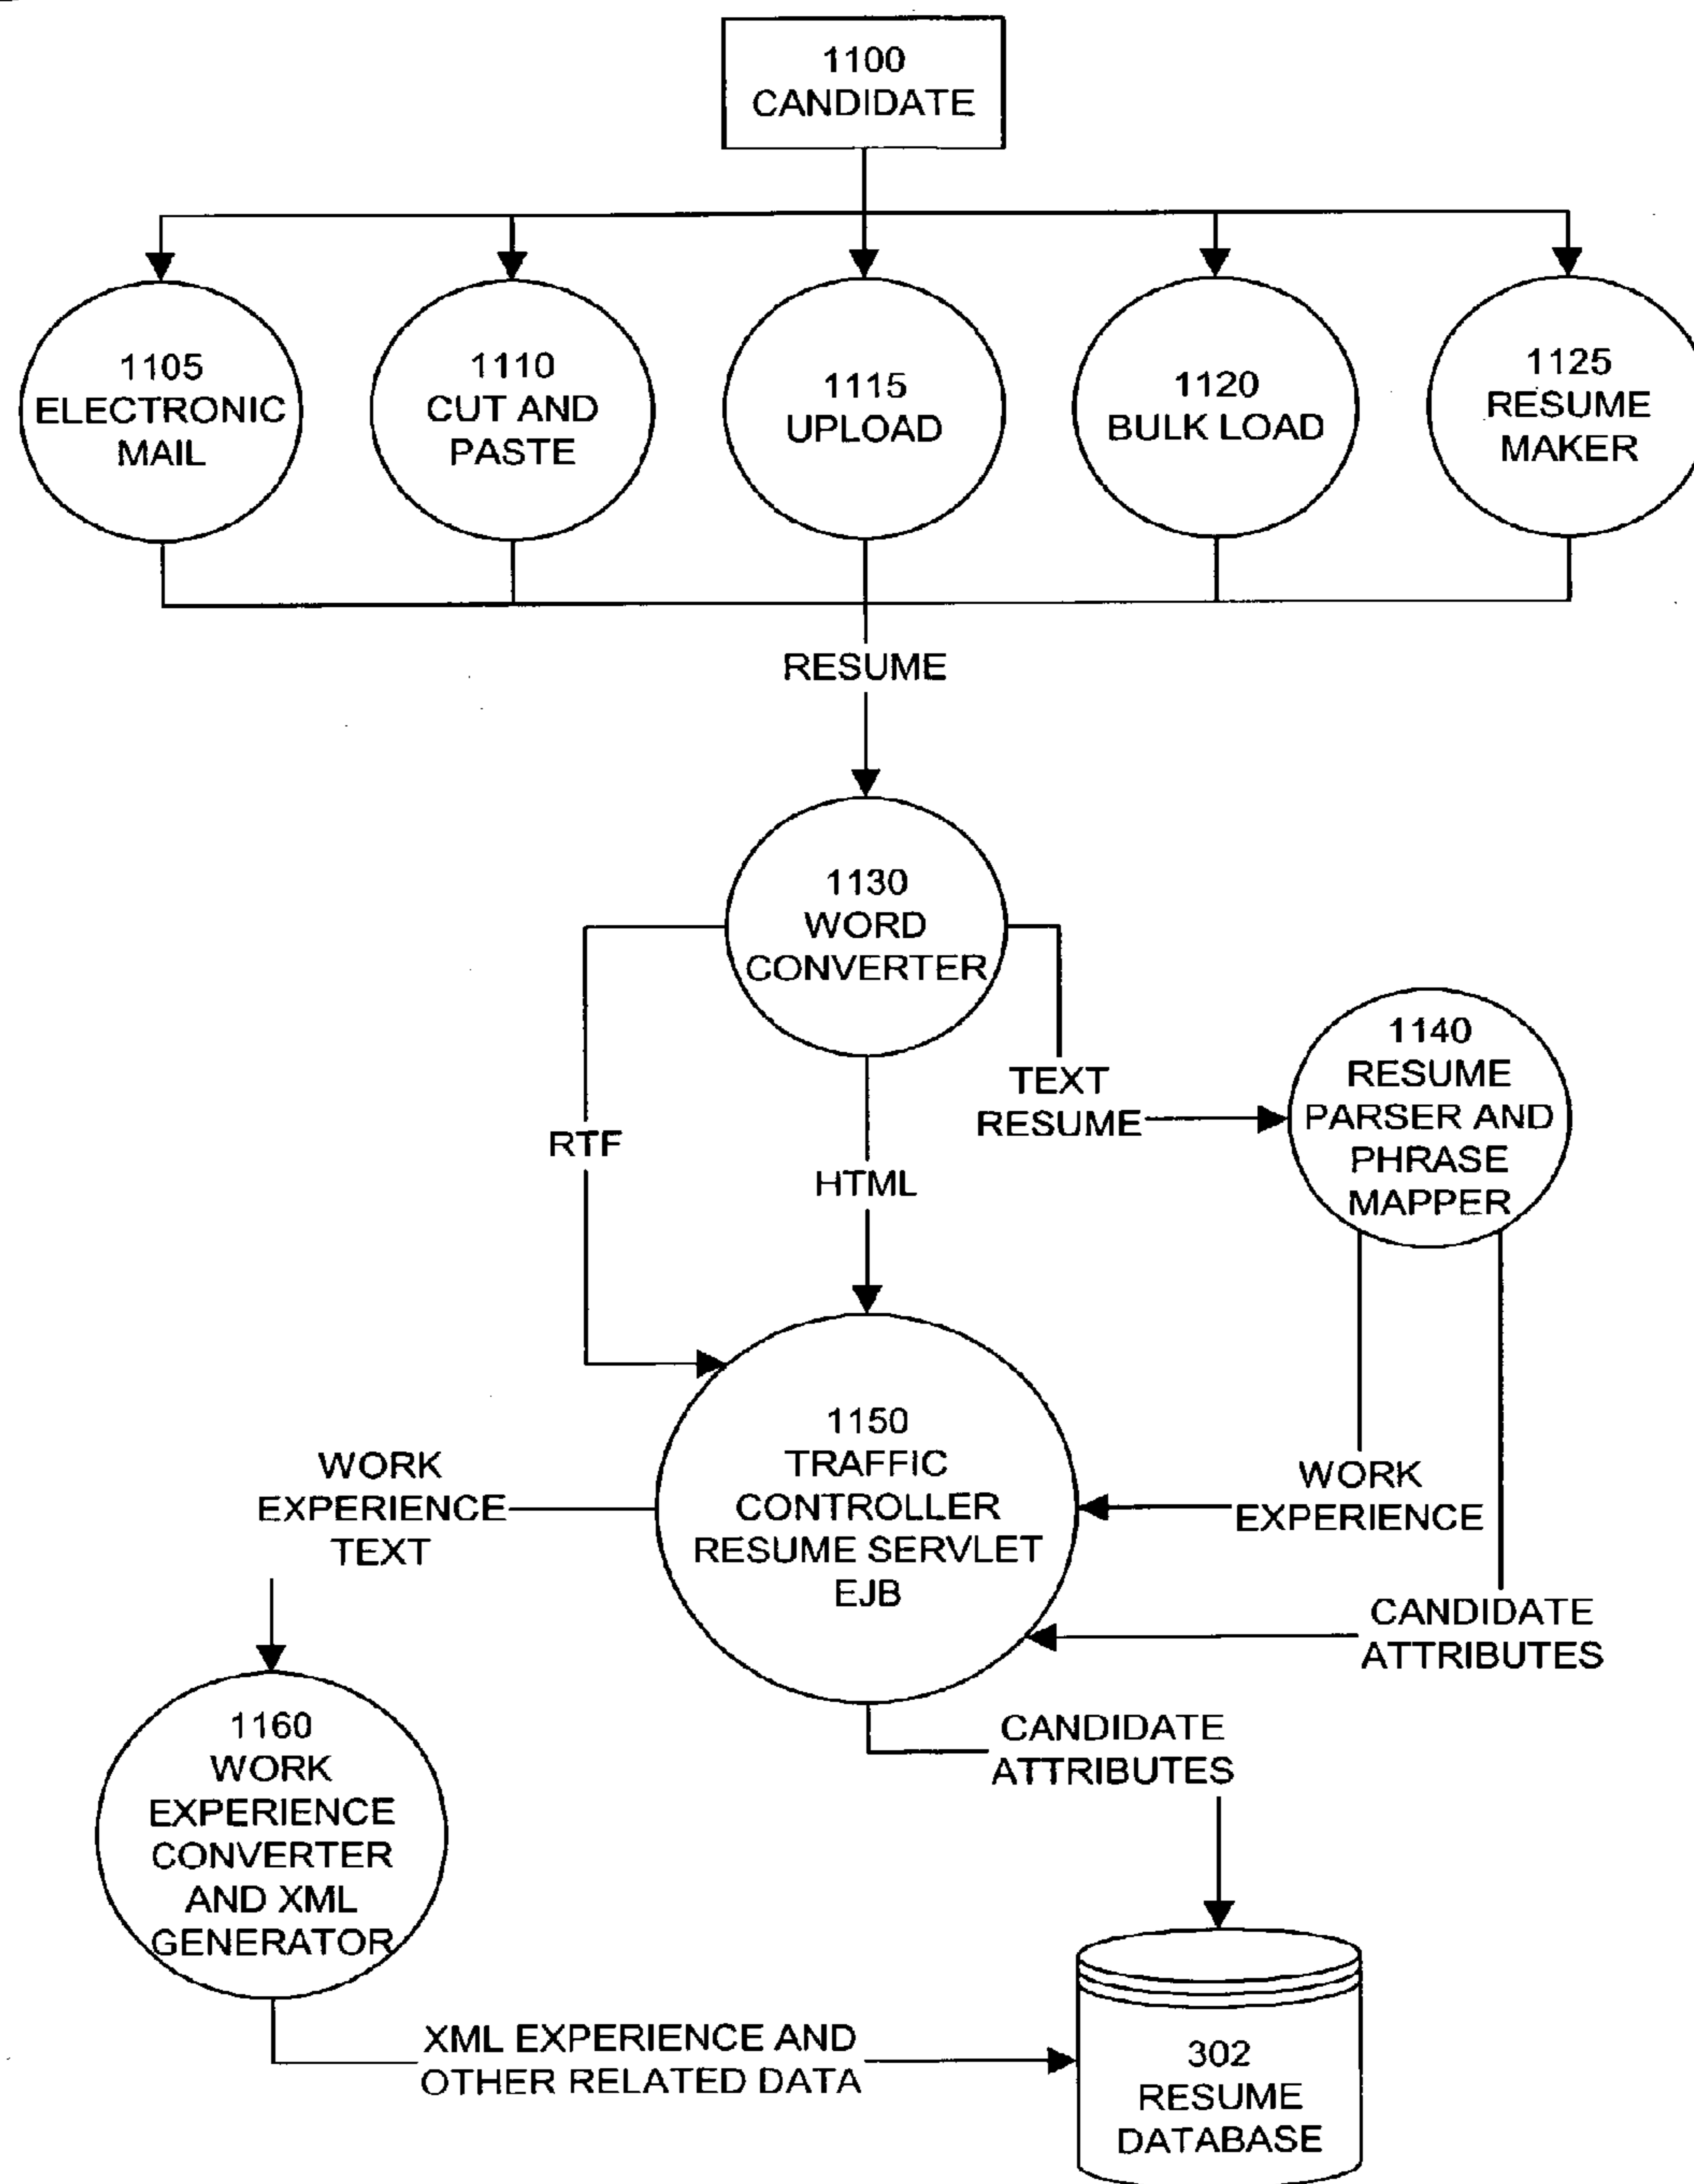 1100
CANDIDATE
1105
ELECTRONIC
MAIL
1110
CUT AND
PASTE
1115
UPLOAD
1120
BULK LOAD
1125
RESUME
MAKER
RESUME
1130
WORD
CONVERTER
RTF
HTML
TEXT
RESUME
1140
RESUME
PARSER AND
PHRASE
MAPPER
1150
TRAFFIC
CONTROLLER
RESUME SERVLET
EJB
WORK
EXPERIENCE
CANDIDATE
ATTRIBUTES
WORK
EXPERIENCE
TEXT
1160
WORK
EXPERIENCE
CONVERTER
AND XML
GENERATOR
CANDIDATE
ATTRIBUTES
XML EXPERIENCE AND
OTHER RELATED DATA
302
RESUME
DATABASE